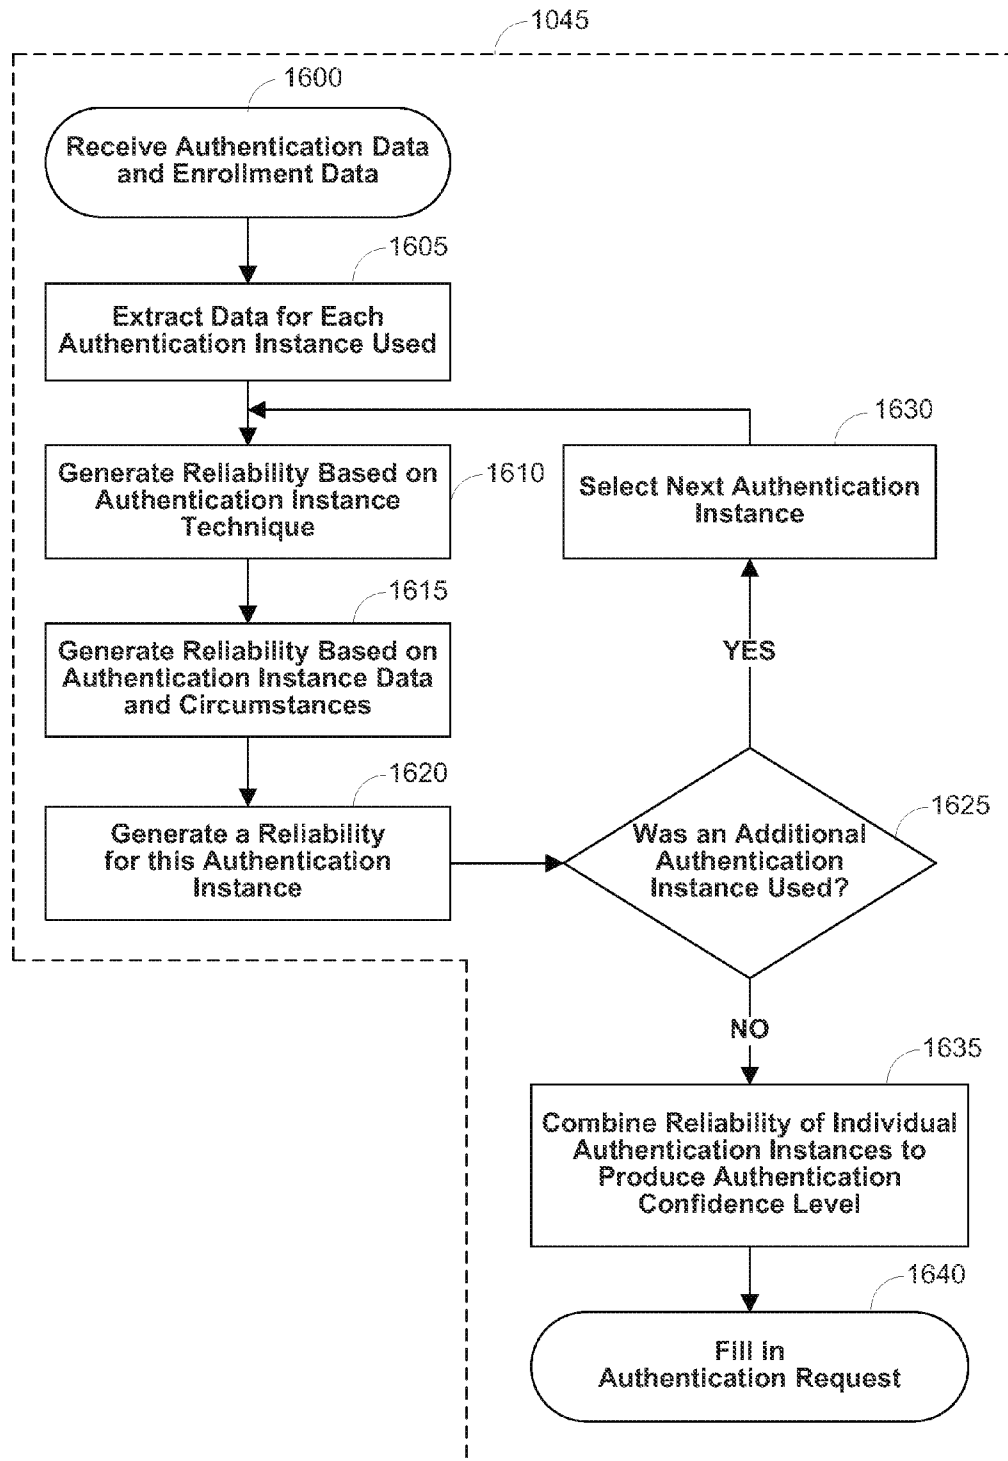 1045
1600
Receive Authentication Data
and Enrollment Data
1605
Extract Data for Each
Authentication Instance Used
1610
Generate Reliability Based on
Authentication Instance
Technique
1630
Select Next Authentication
Instance
1615
Generate Reliability Based on
Authentication Instance Data
and Circumstances
YES
1620
Generate a Reliability
for this Authentication
Instance
1625
Was an Additional
Authentication
Instance Used?
NO
1635
Combine Reliability of Individual
Authentication Instances to
Produce Authentication
Confidence Level
1640
Fill in
Authentication Request